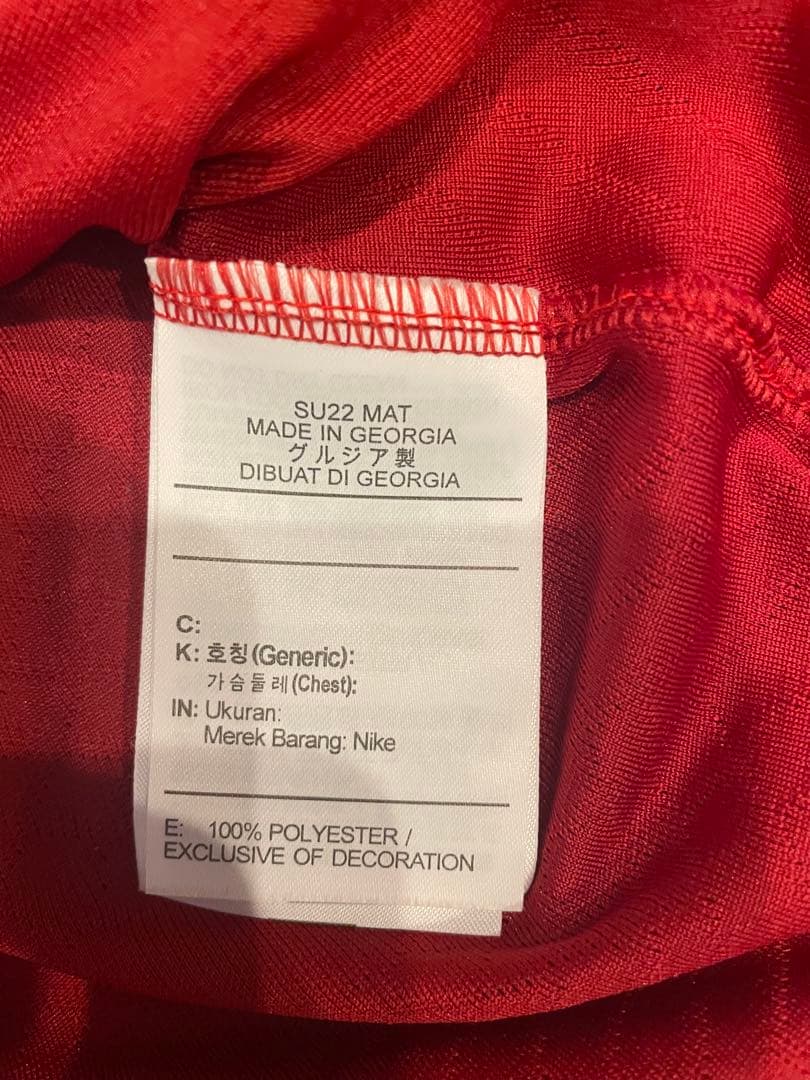 SU22 MAT
MADE IN GEORGIA
グルジア製
DIBUAT DI GEORGIA
C:
K: 호칭(Generic):
가슴둘레(Chest):
IN: Ukuran:
Merek Barang: Nike
E: 100% POLYESTER /
EXCLUSIVE OF DECORATION